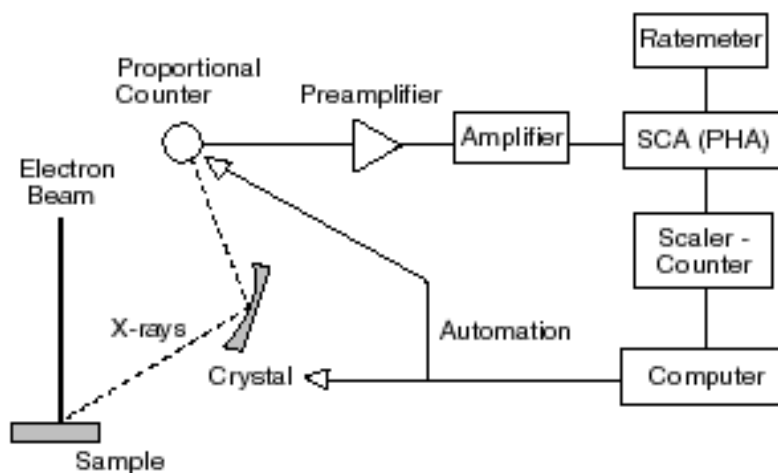 Ratemeter
Proportional
Counter
Preamplifier
Amplifier
SCA (PHA)
Electron
Beam
Scaler -
Counter
X-rays
Automation
Crystal
Computer
Sample